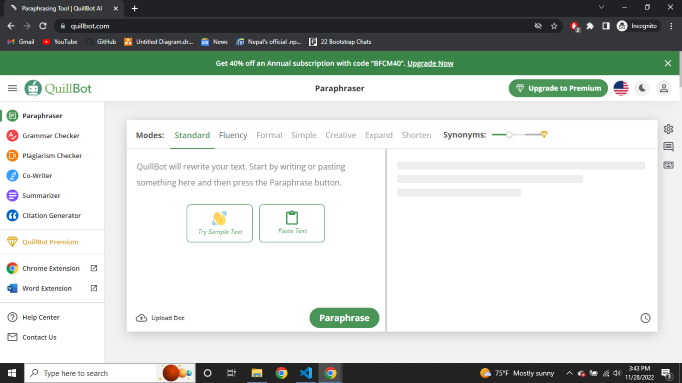 Paraphrasing Tool | QuillBot AI
quillbot.com
Incognito
Gmail YouTube GitHub Untitled Diagram.dr... News Nepal's official .np... 22 Bootstrap Chats
Get 40% off an Annual subscription with code "BFCM40". Upgrade Now
QuillBot
Paraphraser
Upgrade to Premium
Paraphraser
Grammar Checker
Plagiarism Checker
Co-Writer
Summarizer
Citation Generator
QuillBot Premium
Chrome Extension
Word Extension
Help Center
Contact Us
Modes: Standard Fluency Formal Simple Creative Expand Shorten Synonyms:
QuillBot will rewrite your text. Start by writing or pasting
something here and then press the Paraphrase button.
Try Sample Text
Paste Text
Upload Doc
Paraphrase
Type here to search
75°F Mostly sunny
3:43 PM
11/28/2022